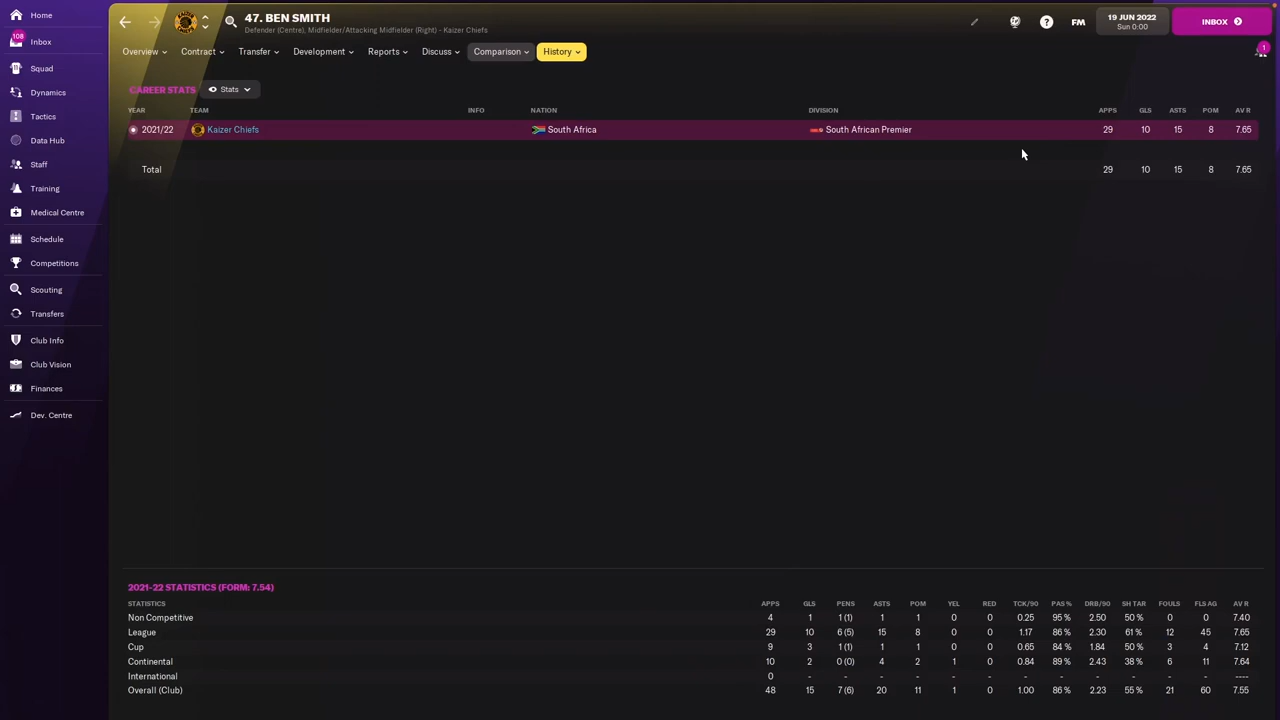 Home
108
Inbox
Squad
Dynamics
Tactics
Data Hub
Staff
Training
Medical Centre
Schedule
Competitions
Scouting
Transfers
Club Info
Club Vision
Finances
Dev. Centre
47. BEN SMITH
Defender (Centre), Midfielder/Attacking Midfielder (Right) - Kaizer Chiefs
? FM 19 JUN 2022 Sun 0:00 INBOX
Overview Contract Transfer Development Reports Discuss Comparison History 1
CAREER STATS Stats
YEAR TEAM INFO NATION DIVISION APPS GLS ASTS POM AV R
2021/22 Kaizer Chiefs South Africa South African Premier 29 10 15 8 7.65
Total 29 10 15 8 7.65
2021-22 STATISTICS (FORM: 7.54)
STATISTICS APPS GLS PENS ASTS POM YEL RED TCK/90 PAS % DRB/90 SH TAR FOULS FLS AG AV R
Non Competitive 4 1 1 (1) 1 1 0 0 0.25 95 % 2.50 50 % 0 0 7.40
League 29 10 6 (5) 15 8 0 0 1.17 86 % 2.30 61 % 12 45 7.65
Cup 9 3 1 (1) 1 1 0 0 0.65 84 % 1.84 50 % 3 4 7.12
Continental 10 2 0 (0) 4 2 1 0 0.84 89 % 2.43 38 % 6 11 7.64
International 0 - - - - - - - - - - - - ----
Overall (Club) 48 15 7 (6) 20 11 1 0 1.00 86 % 2.23 55 % 21 60 7.55